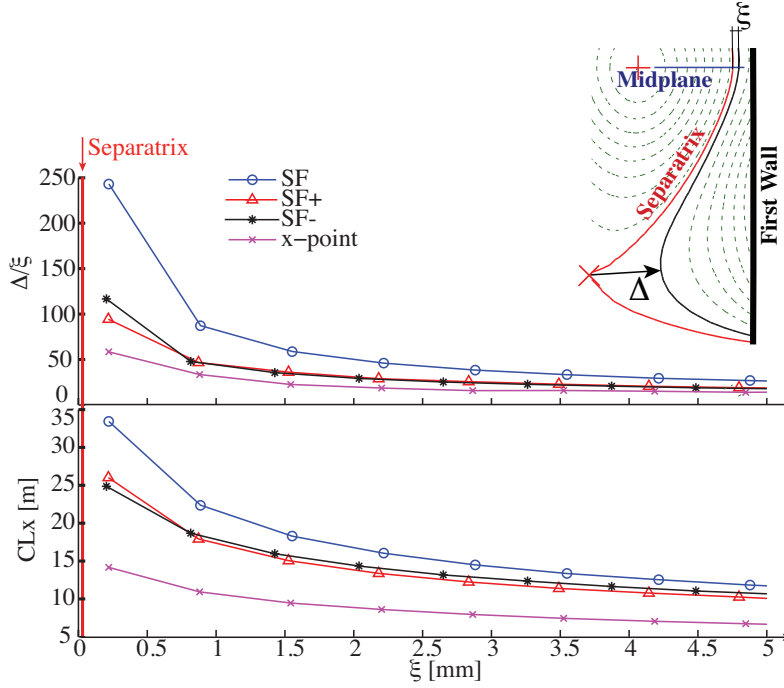 ξ
Midplane
Separatrix
First Wall
Δ
Separatrix
SF
SF+
SF-
x-point
Δ/ξ
250
200
150
100
50
0
CLx [m]
35
30
25
20
15
10
5
0 0.5 1 1.5 2 2.5 3 3.5 4 4.5 5
ξ [mm]